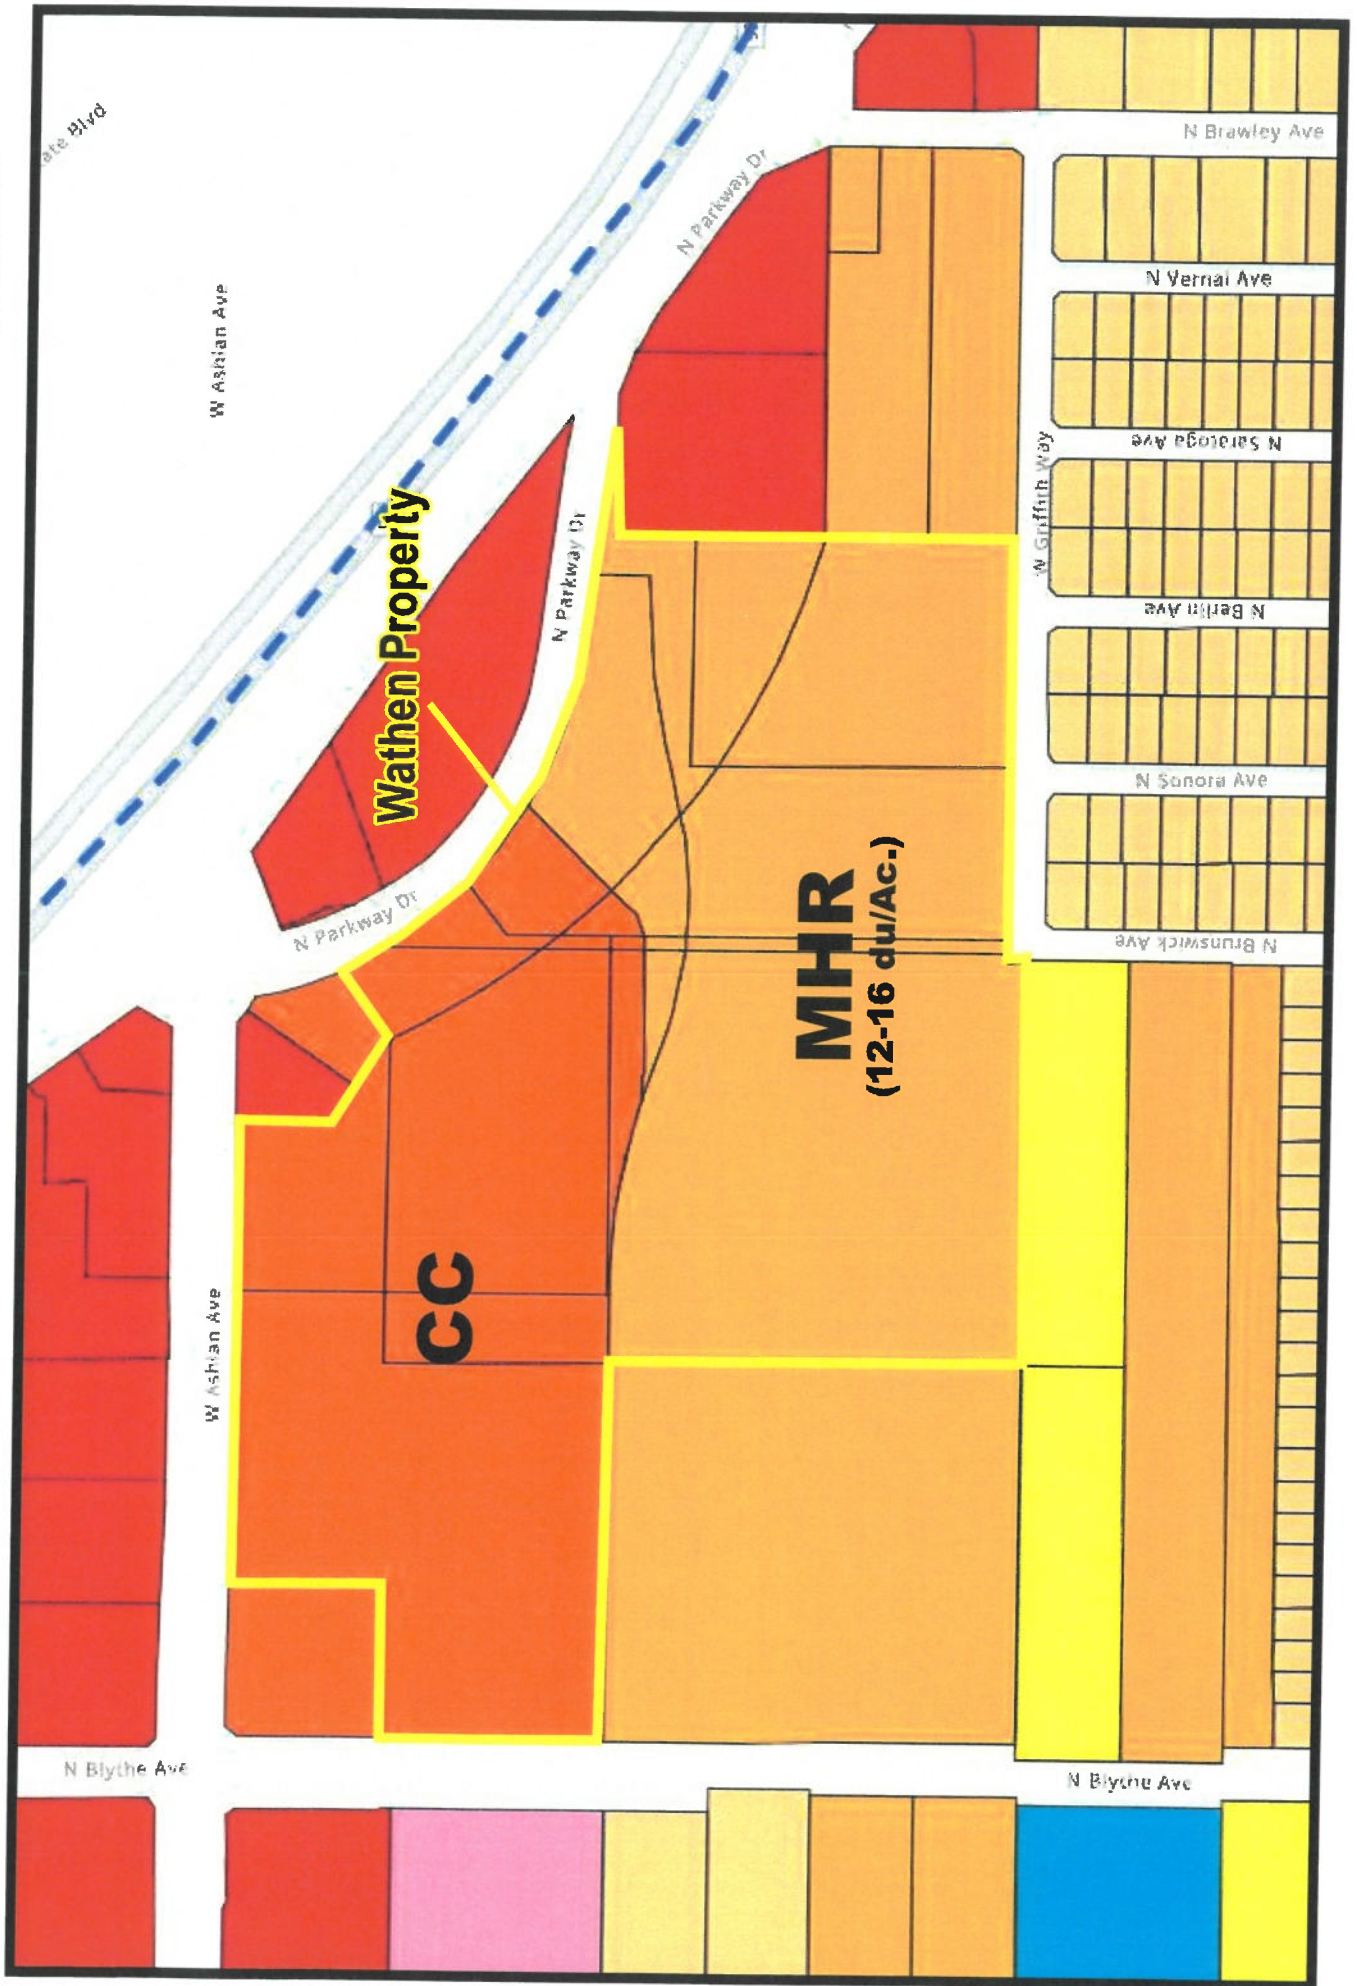 ate Blvd
N Brawley Ave
N Parkway Dr
N Vernal Ave
W Ashlan Ave
N Saratoga Ave
W Griffith Way
Wathen Property
N Parkway Dr
N Berlin Ave
N Sonora Ave
N Parkway Dr
MHR
(12-16 du/Ac.)
N Brunswick Ave
CC
W Ashlan Ave
N Blythe Ave
N Blythe Ave